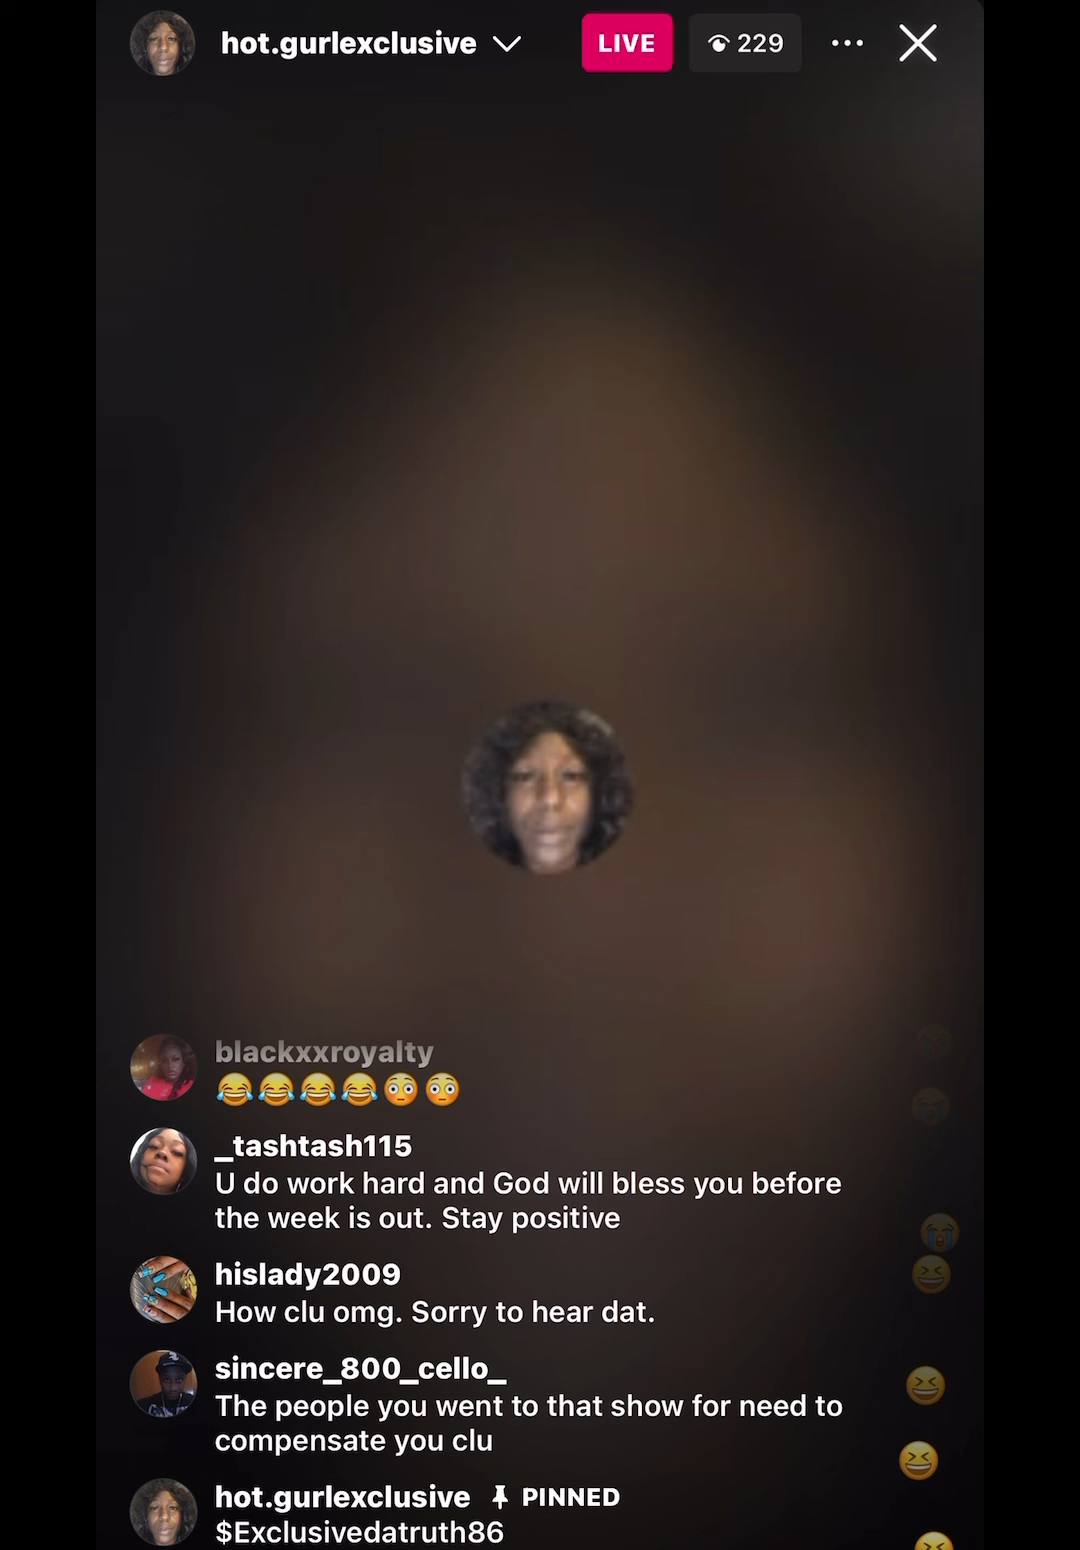 hot.gurlexclusive
LIVE
229
blackxxroyalty
😂😂😂😂😳😳
_tashtash115
U do work hard and God will bless you before
the week is out. Stay positive
hislady2009
How clu omg. Sorry to hear dat.
sincere_800_cello_
The people you went to that show for need to
compensate you clu
hot.gurlexclusive PINNED
$Exclusivedatruth86